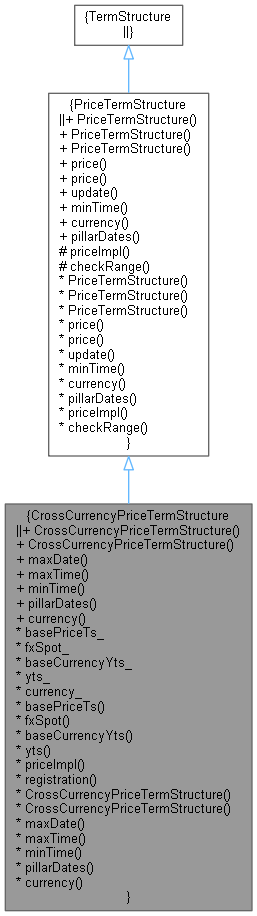 {TermStructure
||}
{PriceTermStructure
||+ PriceTermStructure()
+ PriceTermStructure()
+ PriceTermStructure()
+ price()
+ price()
+ update()
+ minTime()
+ currency()
+ pillarDates()
# priceImpl()
# checkRange()
* PriceTermStructure()
* PriceTermStructure()
* PriceTermStructure()
* price()
* price()
* update()
* minTime()
* currency()
* pillarDates()
* priceImpl()
* checkRange()
}
{CrossCurrencyPriceTermStructure
||+ CrossCurrencyPriceTermStructure()
+ CrossCurrencyPriceTermStructure()
+ maxDate()
+ maxTime()
+ minTime()
+ pillarDates()
+ currency()
* basePriceTs_
* fxSpot_
* baseCurrencyYts_
* yts_
* currency_
* basePriceTs()
* fxSpot()
* baseCurrencyYts()
* yts()
* priceImpl()
* registration()
* CrossCurrencyPriceTermStructure()
* CrossCurrencyPriceTermStructure()
* maxDate()
* maxTime()
* minTime()
* pillarDates()
* currency()
}